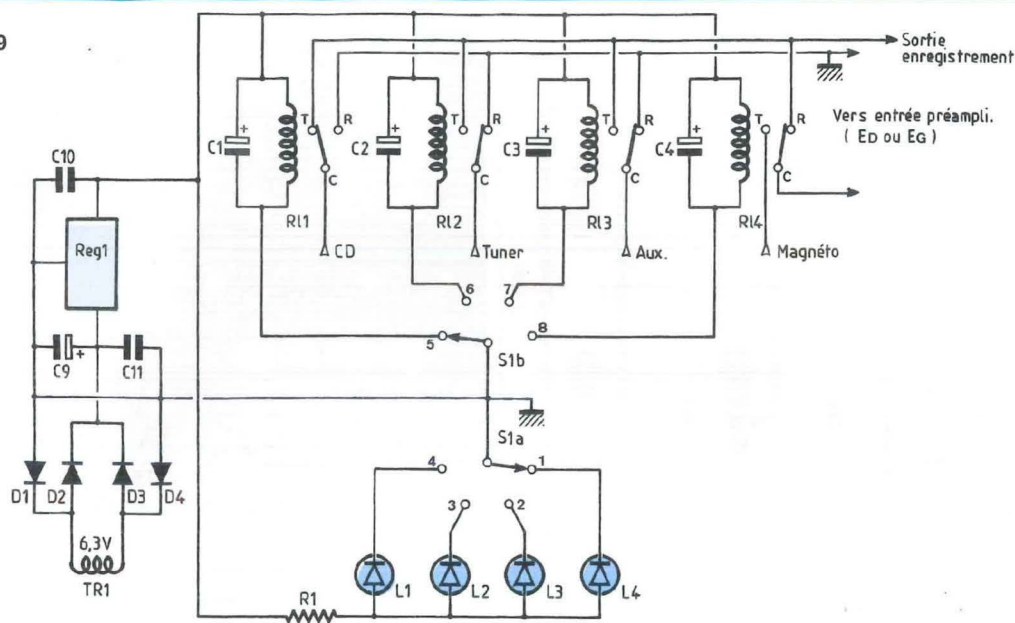 9
Sortie
enregistrement
Vers entrée préampli.
( ED ou EG )
C10
Reg1
C9
+
C11
D1
D2
D3
D4
6,3V
TR1
C1
+
T
R
C
Rl1
CD
C2
+
T
R
C
Rl2
Tuner
C3
+
T
R
C
Rl3
Aux.
C4
+
T
R
C
Rl4
Magnéto
6
7
5
8
S1b
S1a
4
1
3
2
L1
L2
L3
L4
R1